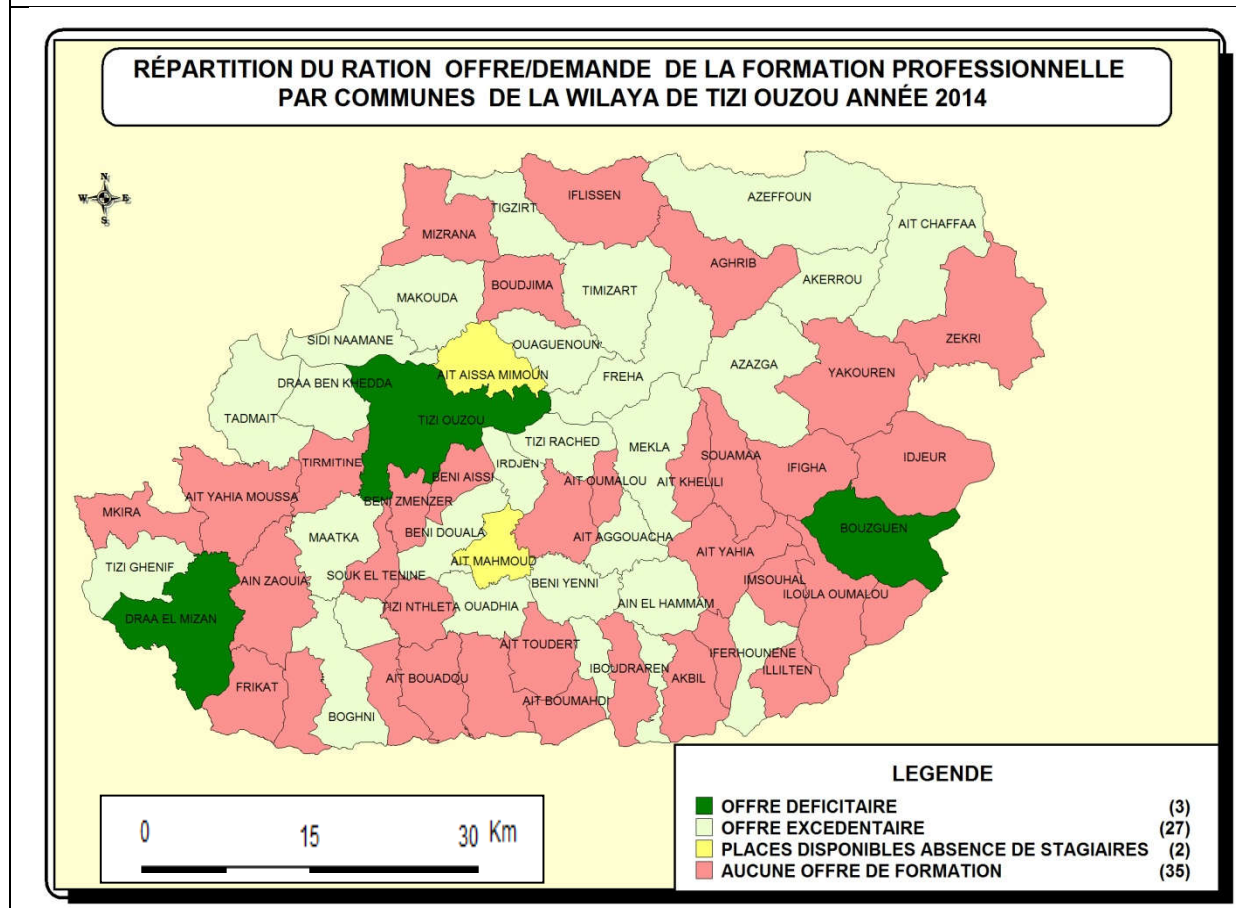 RÉPARTITION DU RATION OFFRE/DEMANDE DE LA FORMATION PROFESSIONNELLE
PAR COMMUNES DE LA WILAYA DE TIZI OUZOU ANNÉE 2014
N
W E
S
IFLISSEN
AZEFFOUN
TIGZIRT
AIT CHAFFAA
MIZRANA
AGHRIB
AKERROU
BOUDJIMA
TIMIZART
MAKOUDA
ZEKRI
SIDI NAAMANE
OUAGUENOUN
AZAZGA
AIT AISSA MIMOUN
FREHA
YAKOUREN
DRAA BEN KHEDDA
TADMAIT
TIZI OUZOU
TIZI RACHED
MEKLA
SOUAMAA
IDJEUR
TIRMITINE
IRDJEN
IFIGHA
BENI AISSI
AIT OUMALOU
AIT KHELILI
AIT YAHIA MOUSSA
BENI ZMENZER
MKIRA
BOUZGUEN
BENI DOUALA
MAATKA
AIT AGGOUACHA
AIT YAHIA
AIT MAHMOUD
TIZI GHENIF
SOUK EL TENINE
BENI YENNI
IMSOUHAL
AIN ZAOUIA
ILOULA OUMALOU
AIN EL HAMMAM
TIZI NTHLETA
OUADHIA
DRAA EL MIZAN
AIT TOUDERT
IFERHOUNENE
IBOUDRAREN
ILLILTEN
AIT BOUADOU
AKBIL
FRIKAT
AIT BOUMAHDI
BOGHNI
0 15 30 Km
LEGENDE
OFFRE DEFICITAIRE (3)
OFFRE EXCEDENTAIRE (27)
PLACES DISPONIBLES ABSENCE DE STAGIAIRES (2)
AUCUNE OFFRE DE FORMATION (35)